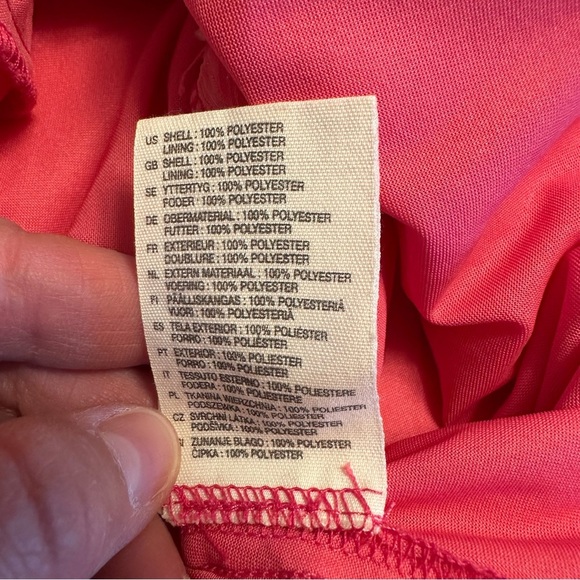 US SHELL : 100% POLYESTER
LINING : 100% POLYESTER
GB SHELL : 100% POLYESTER
LINING : 100% POLYESTER
SE YTTERTYG : 100% POLYESTER
FODER : 100% POLYESTER
DE OBERMATERIAL : 100% POLYESTER
FUTTER : 100% POLYESTER
FR EXTERIEUR : 100% POLYESTER
DOUBLURE : 100% POLYESTER
NL EXTERN MATERIAAL : 100% POLYESTER
VOERING : 100% POLYESTER
FI PÄÄLLISKANGAS : 100% POLYESTERIÄ
VUORI : 100% POLYESTERIÄ
ES TELA EXTERIOR : 100% POLIÉSTER
FORRO : 100% POLIÉSTER
PT EXTERIOR : 100% POLIÉSTER
FORRO : 100% POLIÉSTER
IT TESSUTO ESTERNO : 100% POLIESTERE
FODERA : 100% POLIESTERE
PL TKANINA WIERZCHNIA : 100% POLIESTER
PODSZEWKA : 100% POLIESTER
CZ SVRCHNI LÁTKA : 100% POLYESTER
PODŠÍVKA : 100% POLYESTER
ZUNANJE BLAGO : 100% POLYESTER
ČIPKA : 100% POLYESTER